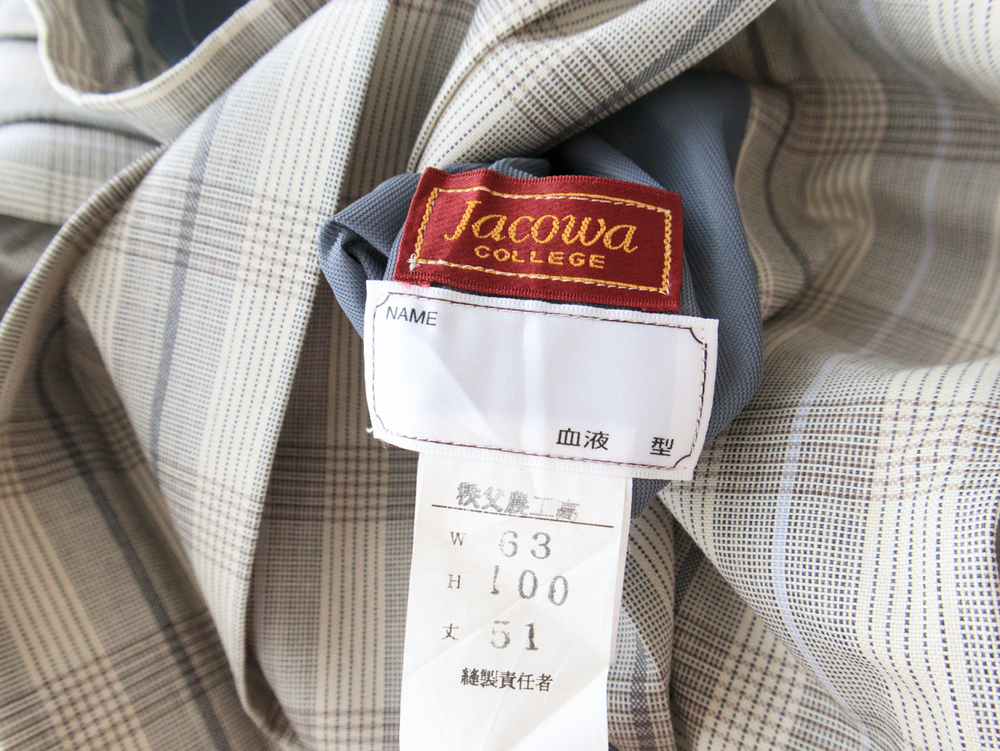 Jacowa
COLLEGE
NAME
血液 型
秩父農工高
W 63
H 100
丈 51
縫製責任者